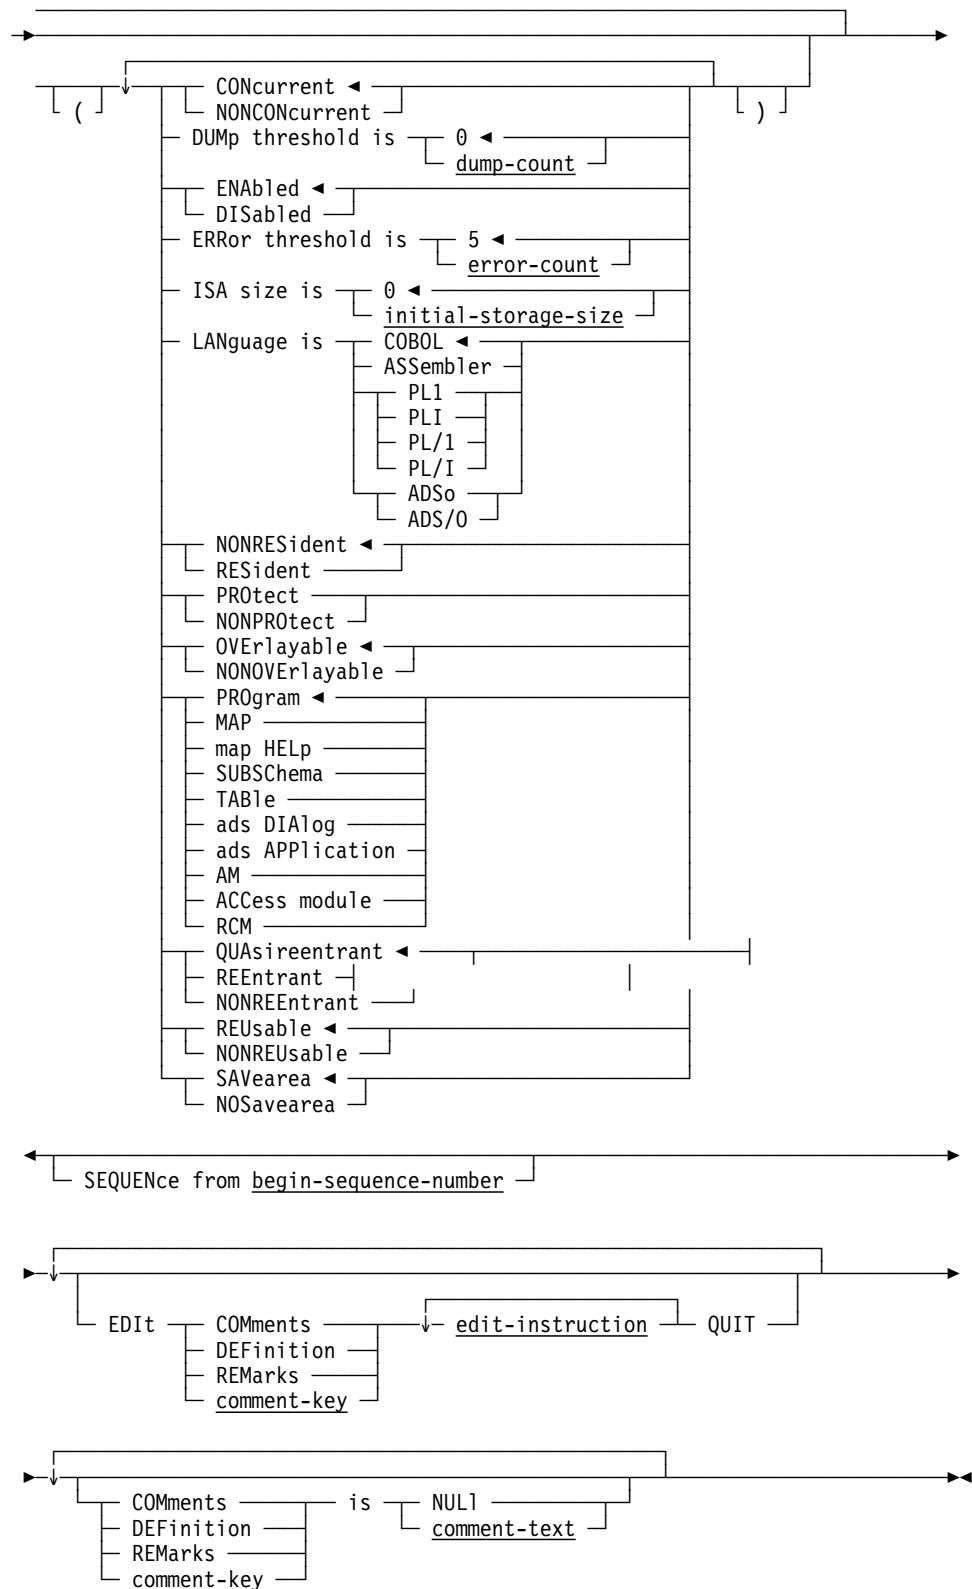 CONcurrent ◄
( NONCONcurrent )
DUMp threshold is 0 ◄
dump-count
ENAbled ◄
DISabled
ERRor threshold is 5 ◄
error-count
ISA size is 0 ◄
initial-storage-size
LANguage is COBOL ◄
ASSembler
PL1
PLI
PL/1
PL/I
ADSo
ADS/O
NONRESident ◄
RESident
PROtect
NONPROtect
OVErlayable ◄
NONOVErlayable
PROgram ◄
MAP
map HELp
SUBSChema
TABle
ads DIAlog
ads APPlication
AM
ACCess module
RCM
QUAsireentrant ◄
REEntrant
NONREEntrant
REUsable ◄
NONREUsable
SAVearea ◄
NOSavearea
SEQUENce from begin-sequence-number
EDIt COMments edit-instruction QUIT
DEFinition
REMarks
comment-key
COMments is NULl
DEFinition comment-text
REMarks
comment-key